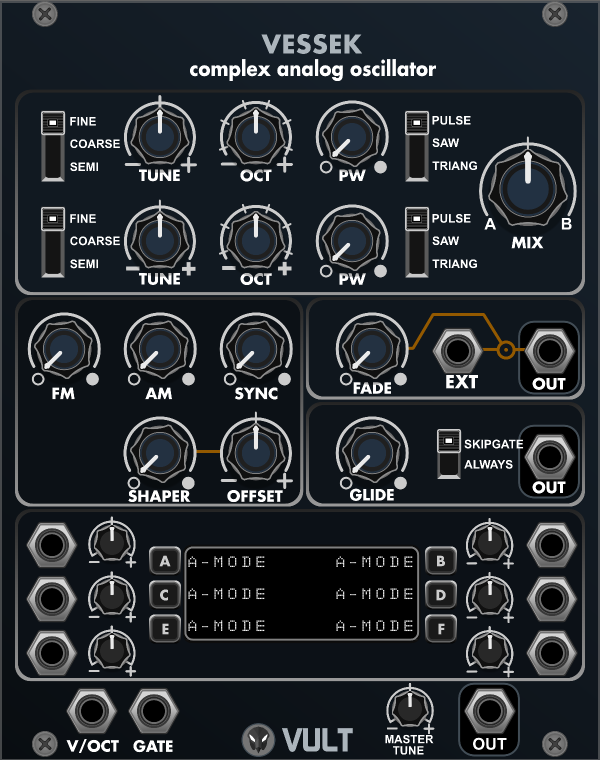 VESSEK
complex analog oscillator
FINE
COARSE
SEMI
TUNE
OCT
PW
PULSE
SAW
TRIANG
FINE
COARSE
SEMI
TUNE
OCT
PW
PULSE
SAW
TRIANG
A B
MIX
FM AM SYNC
SHAPER OFFSET
FADE EXT OUT
GLIDE
SKIPGATE
ALWAYS
OUT
A A-MODE A-MODE B
C A-MODE A-MODE D
E A-MODE A-MODE F
V/OCT GATE
VULT
MASTER
TUNE
OUT